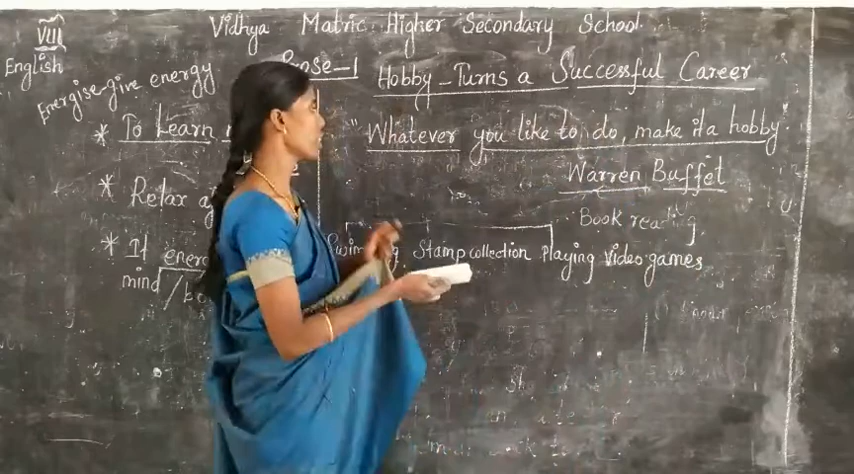 Vidhya Matric Higher Secondary School.
VIII
English
Prose-1
Hobby-Turns a Successful Career
Energise-give energy
* To Learn
"Whatever you like to do, make it a hobby"
Warren Buffet
* Relax
Book reading
* It
mind/
Stamp collection playing video games